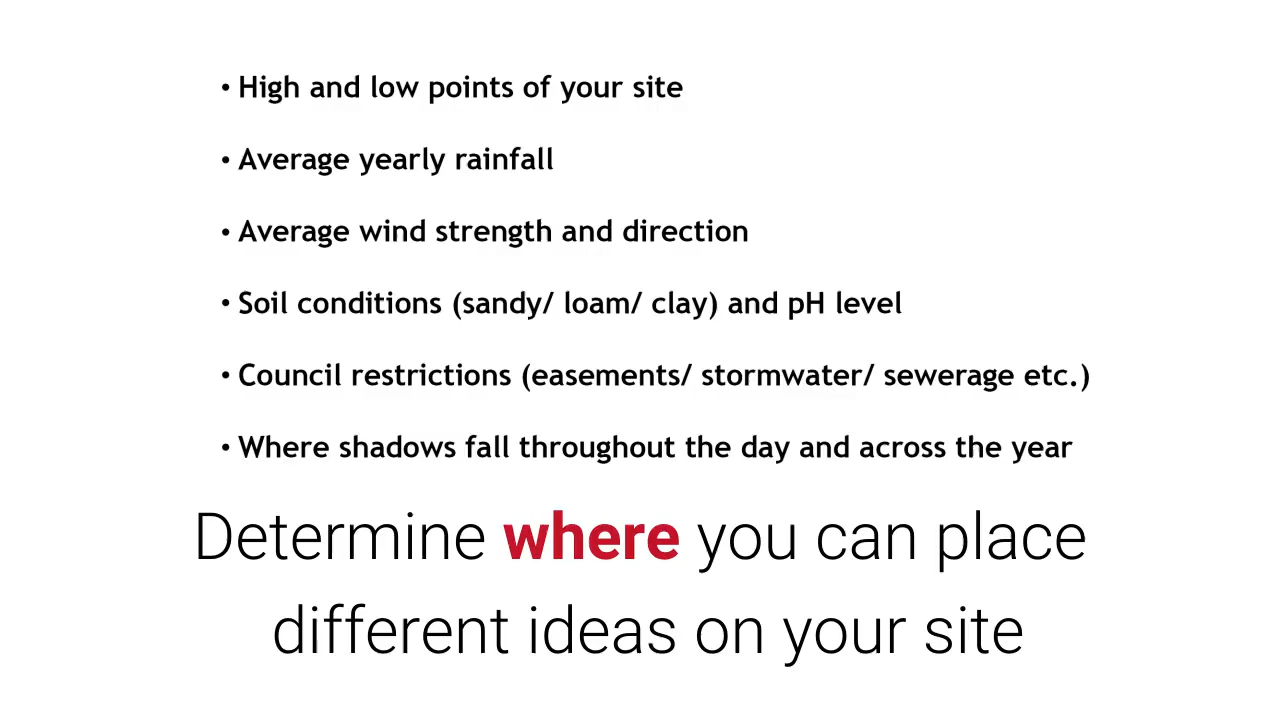 • High and low points of your site
• Average yearly rainfall
• Average wind strength and direction
• Soil conditions (sandy/ loam/ clay) and pH level
• Council restrictions (easements/ stormwater/ sewerage etc.)
• Where shadows fall throughout the day and across the year
Determine where you can place
different ideas on your site